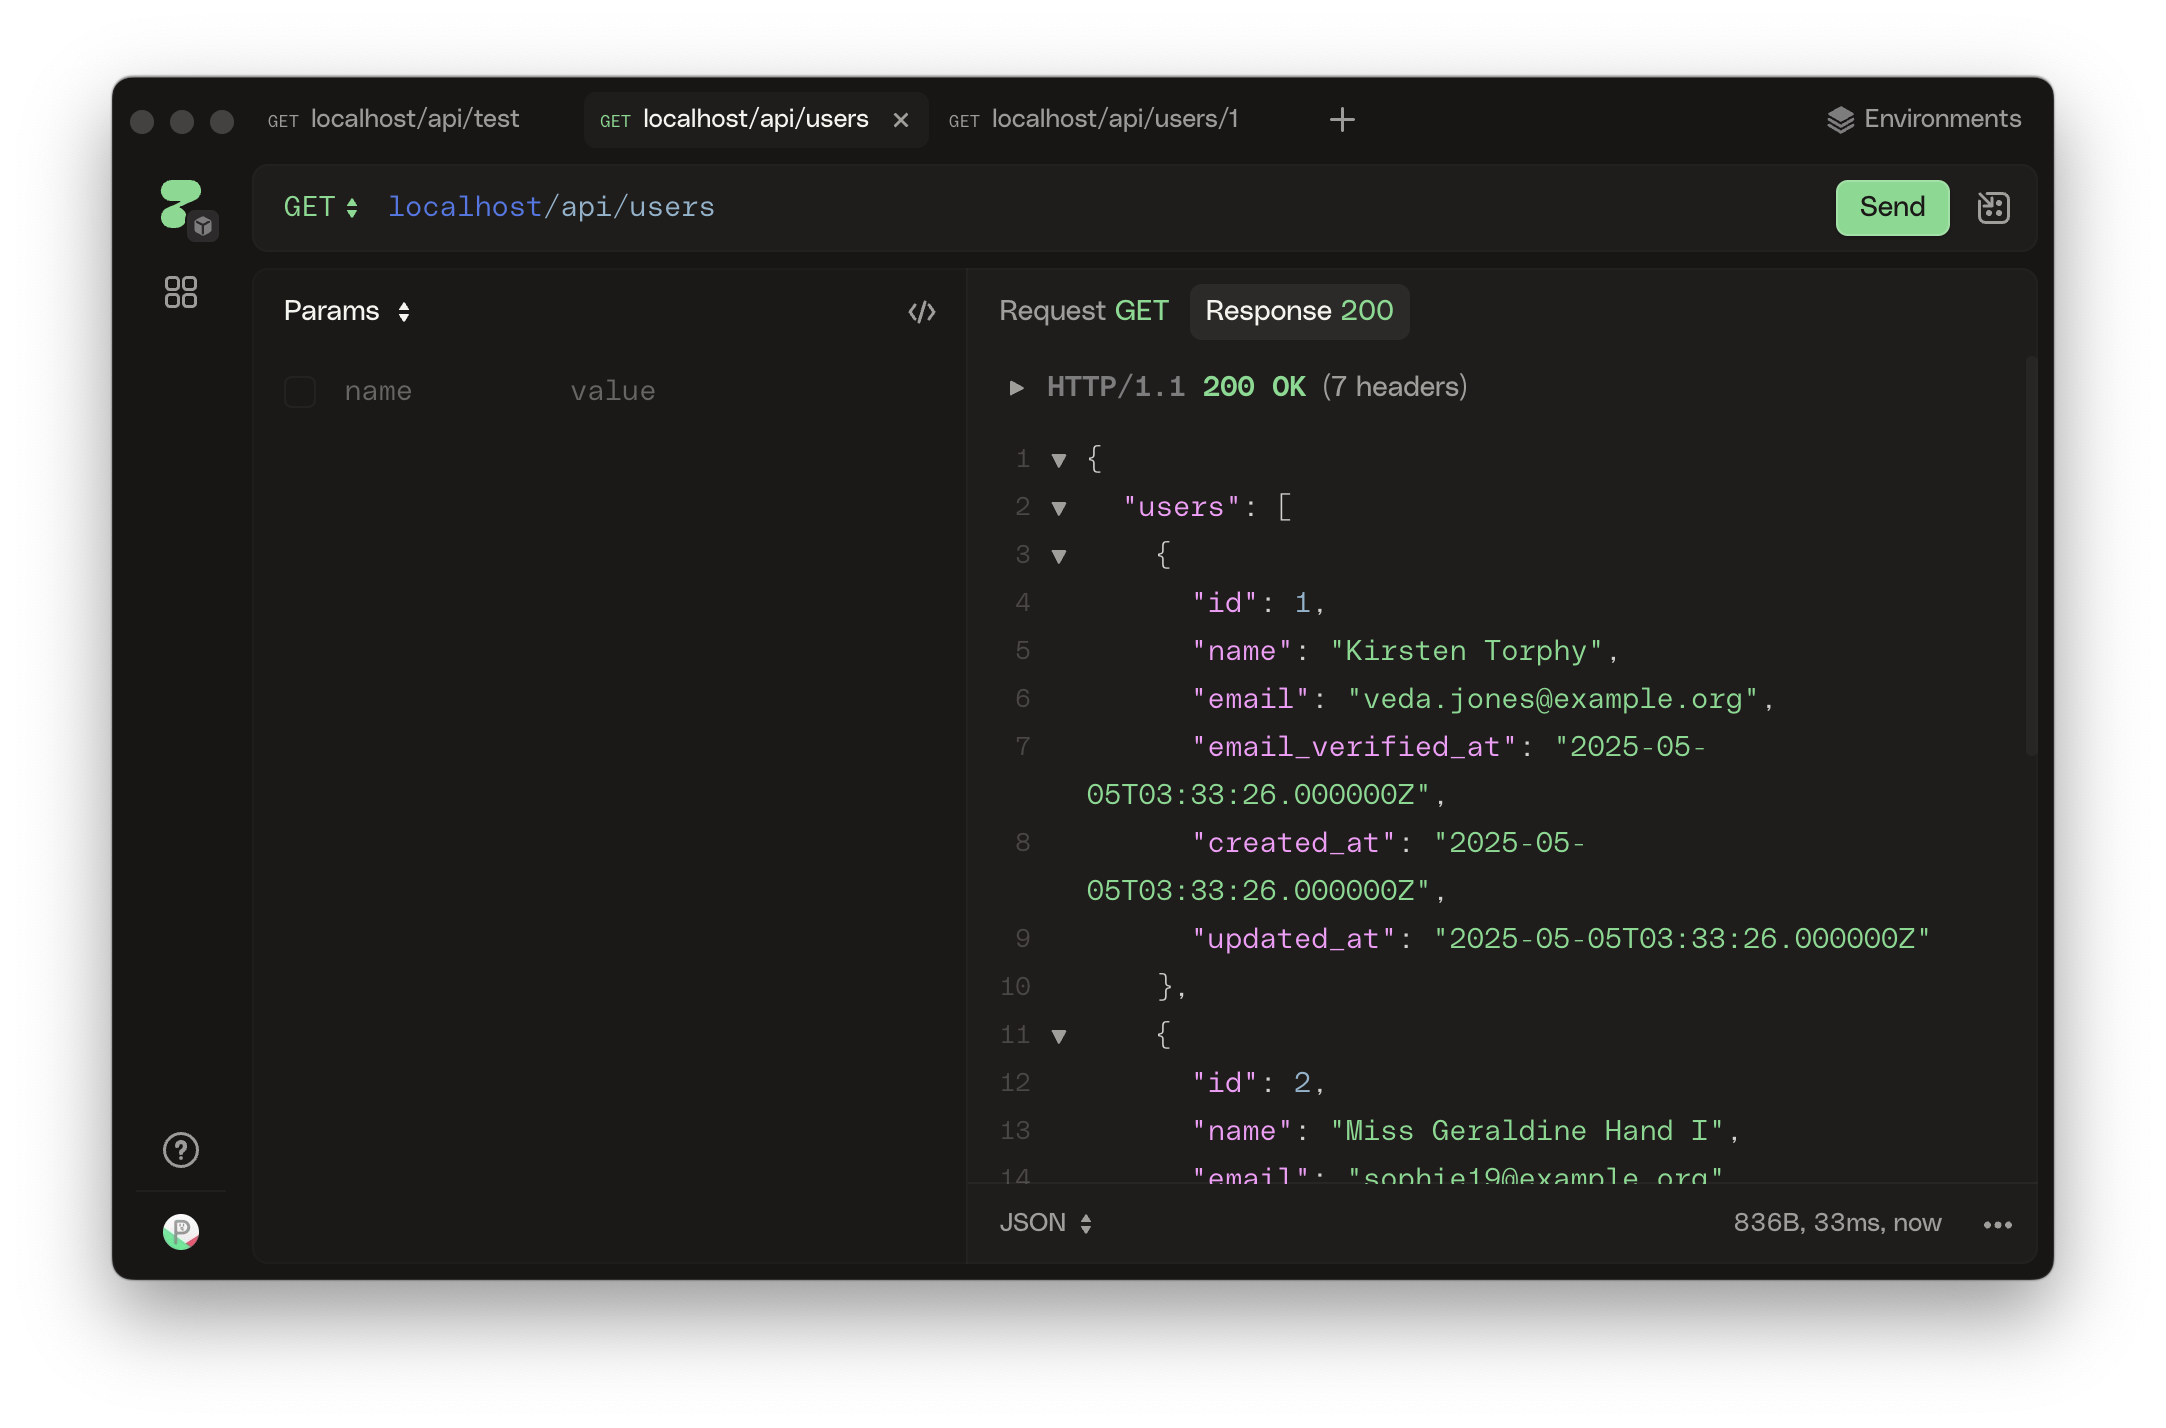 GET localhost/api/test GET localhost/api/users GET localhost/api/users/1 Environments
GET localhost/api/users Send
Params
name value
Request GET Response 200
HTTP/1.1 200 OK (7 headers)
1 {
2 "users": [
3 {
4 "id": 1,
5 "name": "Kirsten Torphy",
6 "email": "veda.jones@example.org",
7 "email_verified_at": "2025-05-
05T03:33:26.000000Z",
8 "created_at": "2025-05-
05T03:33:26.000000Z",
9 "updated_at": "2025-05-05T03:33:26.000000Z"
10 },
11 {
12 "id": 2,
13 "name": "Miss Geraldine Hand I",
14 "email": "sophie19@example.org"
JSON 836B, 33ms, now